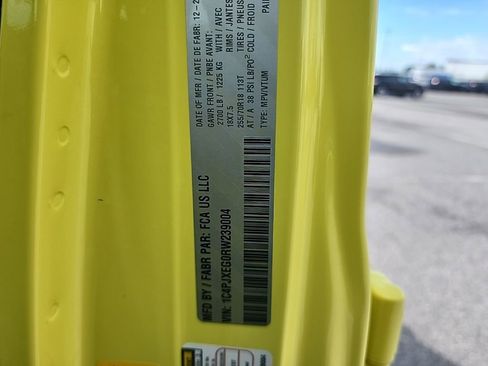 MFD BY / FABR PAR: FCA US LLC
DATE OF MFR / DATE DE FABR: 12-2
GAWR FRONT / PNBE AVANT:
2700 LB / 1225 KG WITH / AVEC
18X7.5 RIMS / JANTES
255/70R18 113T TIRES / PNEUS
AT / A 38 PSI LB/PO² COLD / FROID
VIN: 1C4PJXEG0RW239004
TYPE: MPV/VTUM